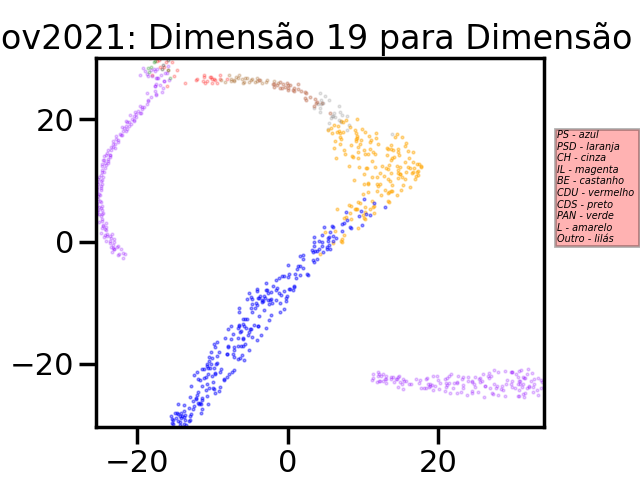 ov2021: Dimensão 19 para Dimensão
20
0
−20
−20
0
20
PS - azul
PSD - laranja
CH - cinza
IL - magenta
BE - castanho
CDU - vermelho
CDS - preto
PAN - verde
L - amarelo
Outro - lilás